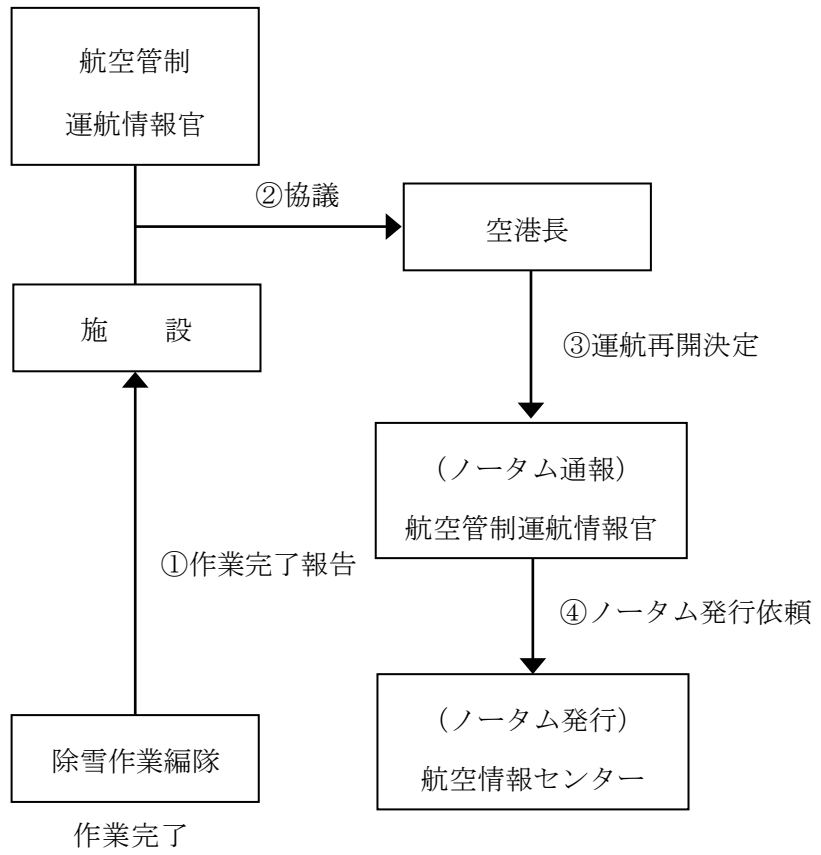 航空管制
運航情報官
②協議
空港長
施　　設
③運航再開決定
（ノータム通報）
航空管制運航情報官
①作業完了報告
④ノータム発行依頼
（ノータム発行）
除雪作業編隊
航空情報センター
作業完了